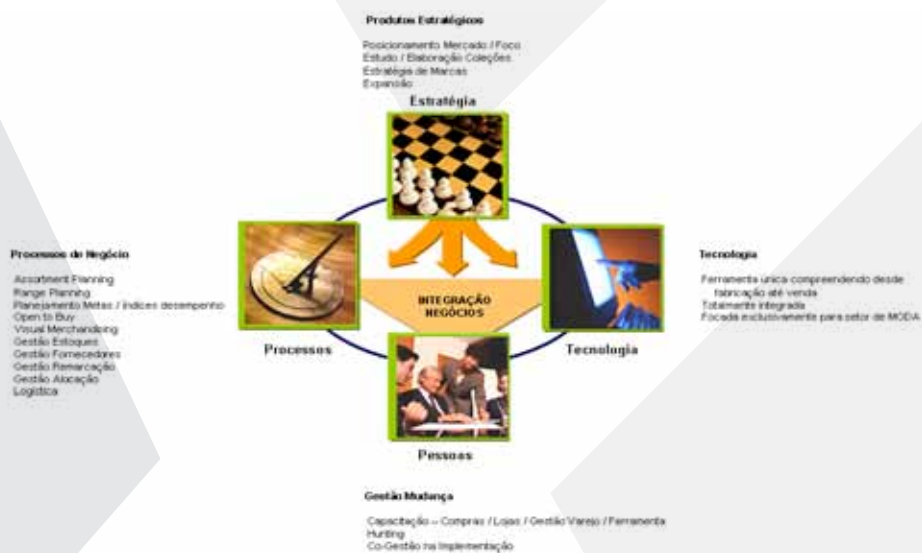 Produtos Estratégicos
Posicionamento Mercado / Foco
Estudo / Elaboração Coleções
Estratégia de Marcas
Expansão
Estratégia
Processos de Negócio
Assortment Planning
Range Planning
Planejamento Metas / Índices desempenho
Open to Buy
Visual Merchandising
Gestão Estoques
Gestão Fornecedores
Gestão Remarcação
Gestão Alocação
Logística
Processos
INTEGRAÇÃO
NEGÓCIOS
Tecnologia
Tecnologia
Ferramenta única compreendendo desde
fabricação até venda
Totalmente integrada
Focada exclusivamente para setor de MODA
Pessoas
Gestão Mudança
Capacitação – Compras / Lojas / Gestão Varejo / Ferramenta
Hunting
Co-Gestão na Implementação